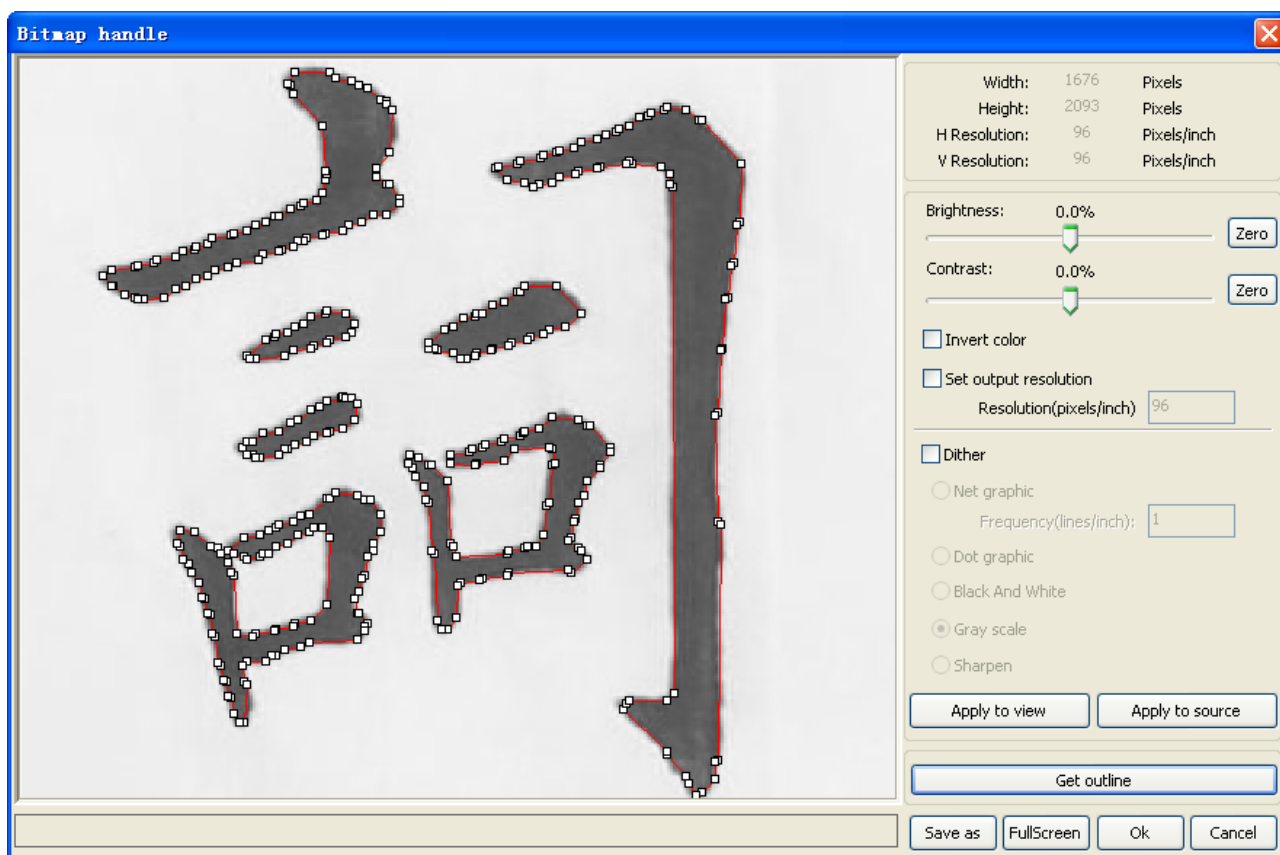 Bitmap handle
詞
Width: 1676 Pixels
Height: 2093 Pixels
H Resolution: 96 Pixels/inch
V Resolution: 96 Pixels/inch
Brightness: 0.0% Zero
Contrast: 0.0% Zero
Invert color
Set output resolution
Resolution(pixels/inch) 96
Dither
Net graphic
Frequency(lines/inch): 1
Dot graphic
Black And White
Gray scale
Sharpen
Apply to view Apply to source
Get outline
Save as FullScreen Ok Cancel